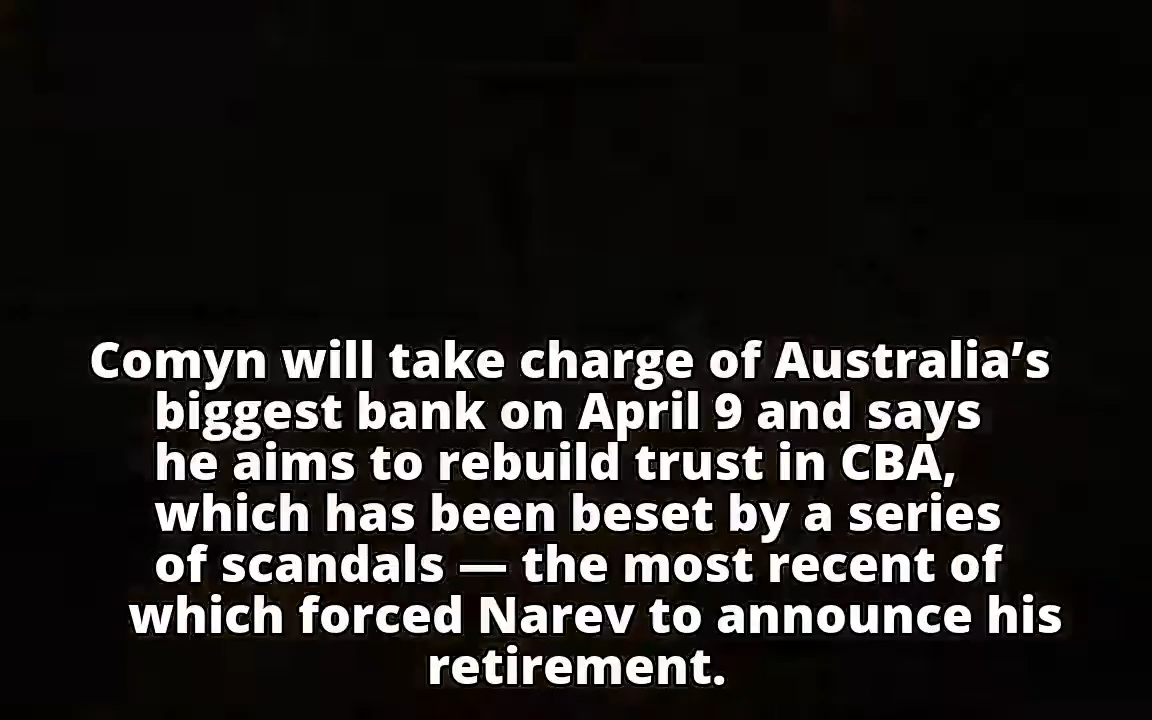 Comyn will take charge of Australia’s
biggest bank on April 9 and says
he aims to rebuild trust in CBA,
which has been beset by a series
of scandals — the most recent of
which forced Narev to announce his
retirement.